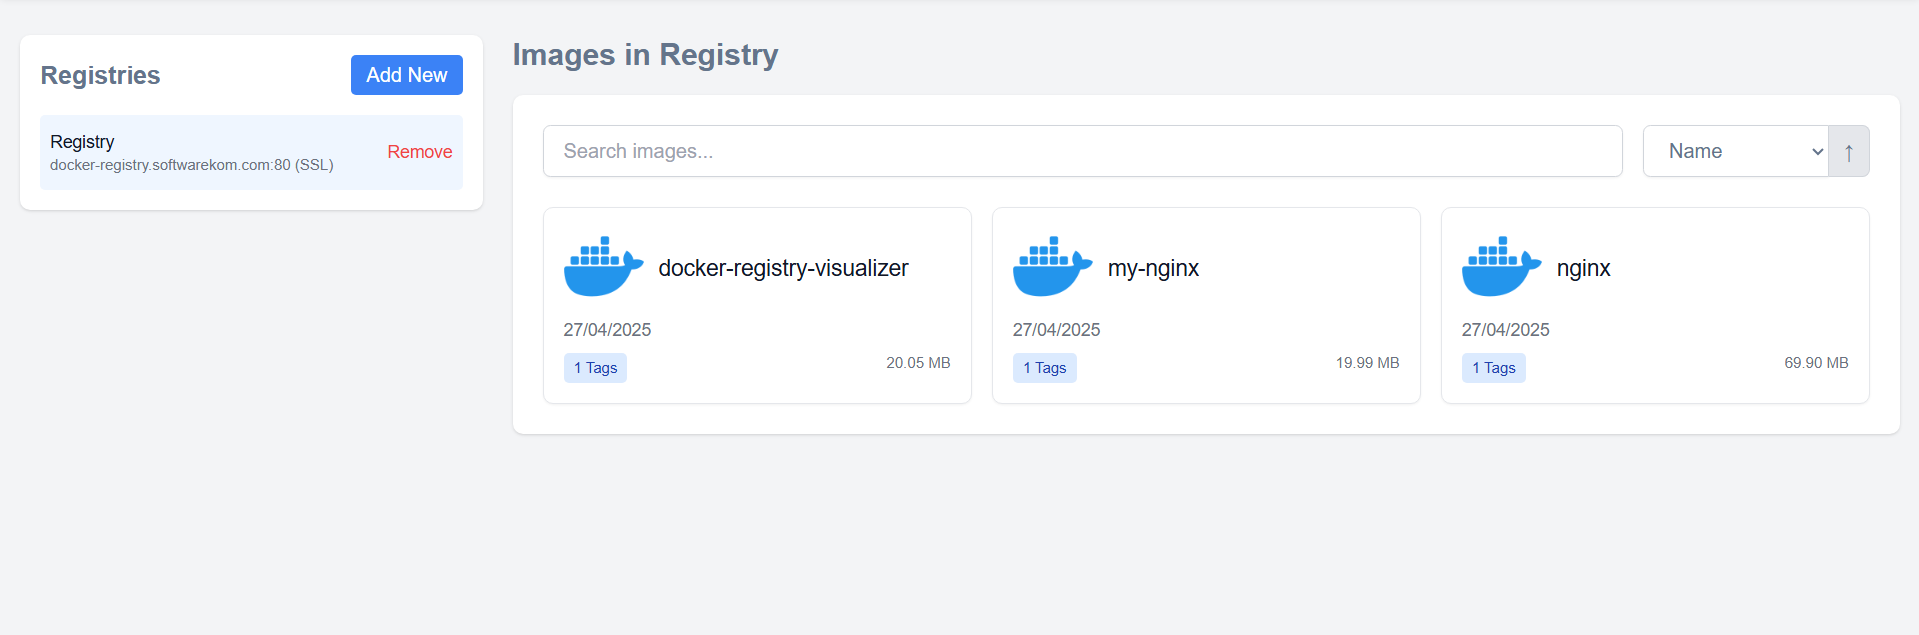 Registries
Add New
Registry
docker-registry.softwarekom.com:80 (SSL)
Remove
Images in Registry
Search images...
Name
↑
docker-registry-visualizer
27/04/2025
1 Tags
20.05 MB
my-nginx
27/04/2025
1 Tags
19.99 MB
nginx
27/04/2025
1 Tags
69.90 MB